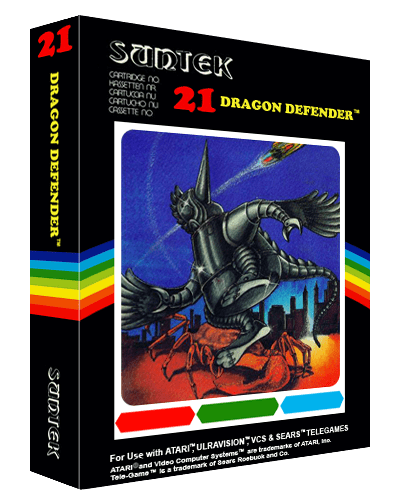 21
DRAGON DEFENDER™
SUNTEK
SUNTEK
CARTRIDGE NO
KASSETTEN NR
CARTUCCIA NU
CARTUCHO NU
CASSETTE NO
21 DRAGON DEFENDER™
For Use with ATARI™, ULRAVISION™, VCS & SEARS™ TELEGAMES
ATARI® and Video Computer Systems™ are trademarks of ATARI, Inc.
Tele-Game™ is a trademark of Sears Roebuck and Co.